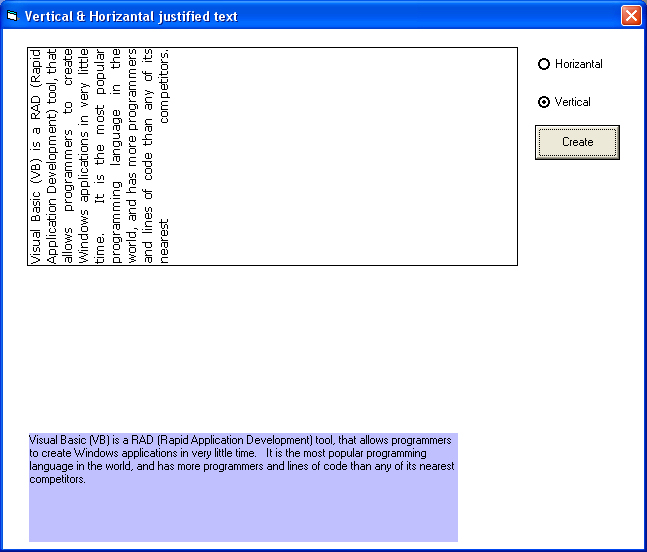 Vertical & Horizantal justified text
Visual Basic (VB) is a RAD (Rapid
Application Development) tool, that
allows programmers to create
Windows applications in very little
time. It is the most popular
programming language in the
world, and has more programmers
and lines of code than any of its
nearest competitors.
Horizantal
Vertical
Create
Visual Basic (VB) is a RAD (Rapid Application Development) tool, that allows programmers
to create Windows applications in very little time. It is the most popular programming
language in the world, and has more programmers and lines of code than any of its nearest
competitors.